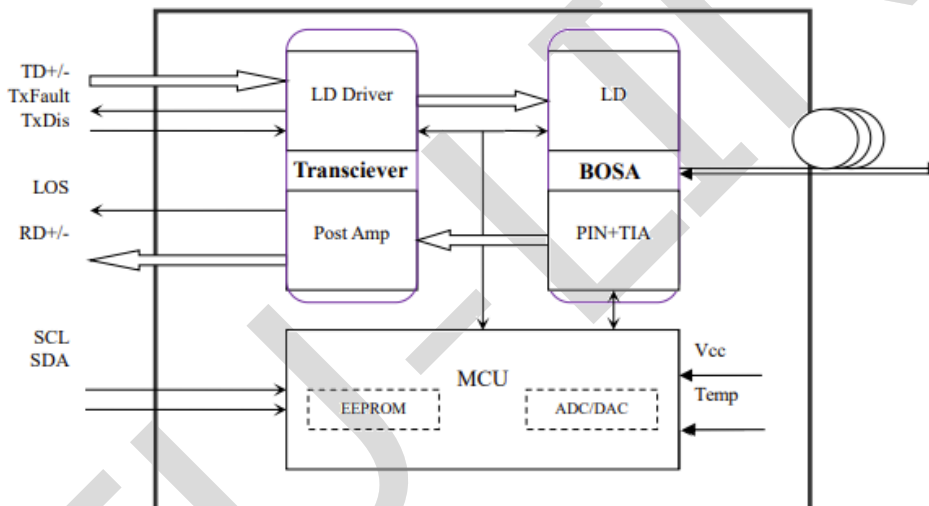 TD+/-
TxFault
TxDis
LOS
RD+/-
SCL
SDA
LD Driver
Transciever
Post Amp
LD
BOSA
PIN+TIA
MCU
EEPROM
ADC/DAC
Vcc
Temp